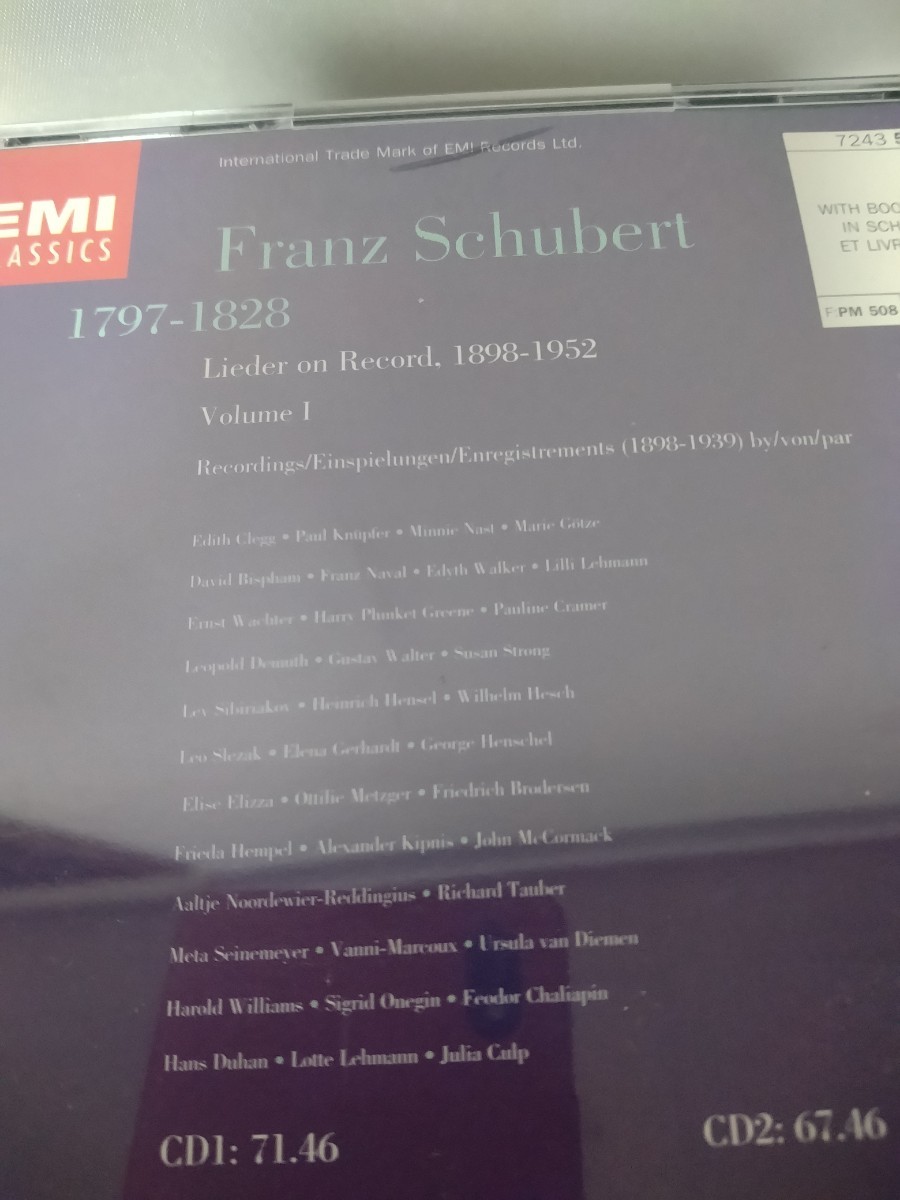 International Trade Mark of EMI Records Ltd.
EMI
ASSICS
7243
WITH BOO
IN SCH
ET LIVR
F:PM 508
Franz Schubert
1797-1828
Lieder on Record, 1898-1952
Volume I
Recordings/Einspielungen/Enregistrements (1898-1939) by/von/par
Edith Clegg • Paul Knüpfer • Minnie Nast • Marie Götze
David Bispham • Franz Naval • Edyth Walker • Lilli Lehmann
Ernst Wachter • Harry Plunket Greene • Pauline Cramer
Leopold Demuth • Gustav Walter • Susan Strong
Lev Sibiriakov • Heinrich Hensel • Wilhelm Hesch
Leo Slezak • Elena Gerhardt • George Henschel
Elise Elizza • Ottilie Metzger • Friedrich Brodersen
Frieda Hempel • Alexander Kipnis • John McCormack
Aaltje Noordewier-Reddingius • Richard Tauber
Meta Seinemeyer • Vanni-Marcoux • Ursula van Diemen
Harold Williams • Sigrid Onegin • Feodor Chaliapin
Hans Duhan • Lotte Lehmann • Julia Culp
CD1: 71.46
CD2: 67.46